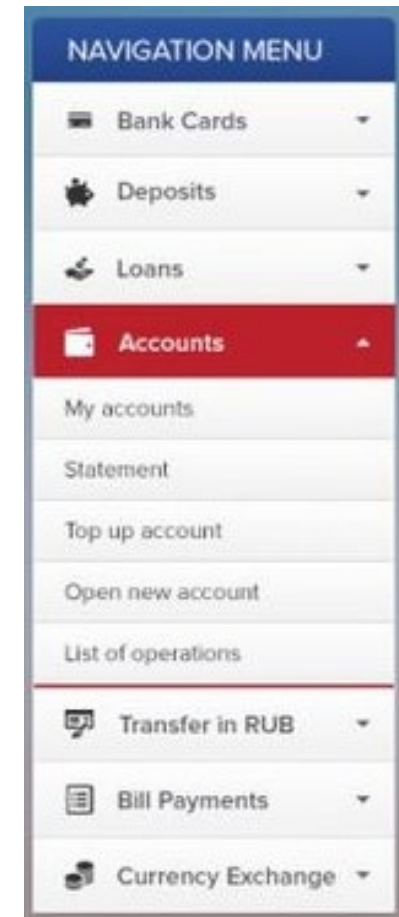 NAVIGATION MENU
Bank Cards
Deposits
Loans
Accounts
My accounts
Statement
Top up account
Open new account
List of operations
Transfer in RUB
Bill Payments
Currency Exchange